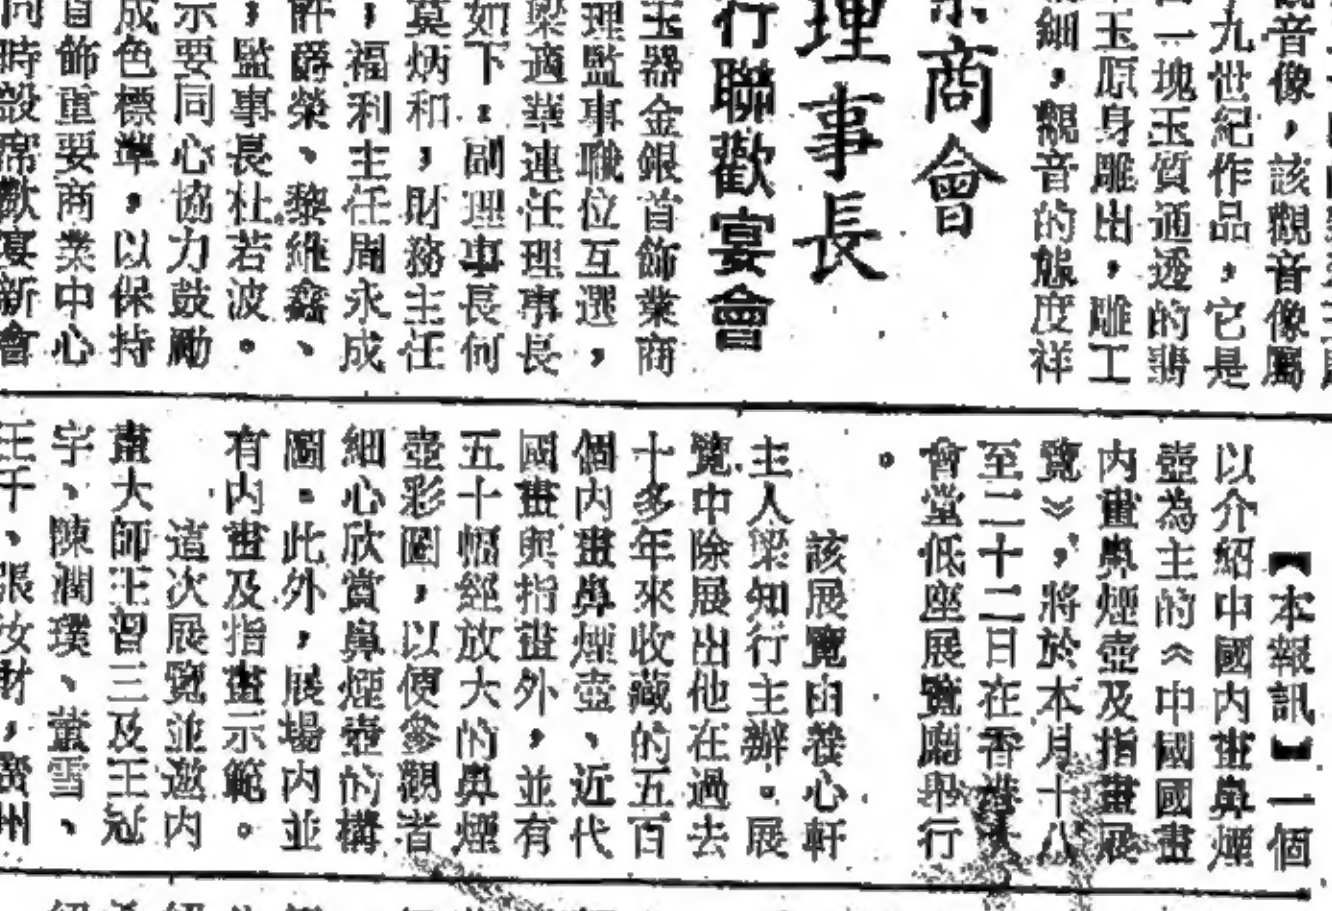 觀音像，該觀音像屬
九世紀作品，它是
一塊玉質通透的翡
玉原身雕出，雕工
細，觀音的態度祥
商會
理事長
行聯歡宴會
玉器金銀首飾業商
理監事職位互選，
梁適華連任理事長
如下：副理事長何
莫炳和，財務主任
，福利主任周永成
許爵榮、黎維鑫、
，監事長杜若波。
示要同心協力鼓勵
成色標準，以保持
首飾重要商業中心
同時設席歡宴新會
【本報訊】一個
以介紹中國內畫鼻煙
壺為主的《中國國畫
內畫鼻煙壺及指畫展
覽》，將於本月十八
至二十二日在香港大
會堂低座展覽廳舉行
。
該展覽由養心軒
主人梁知行主辦。展
覽中除展出他在過去
十多年來收藏的五百
個內畫鼻煙壺、近代
國畫與指畫外，並有
五十幅經放大的鼻煙
壺彩圖，以便參觀者
細心欣賞鼻煙壺的構
圖。此外，展場內並
有內畫及指畫示範。
這次展覽並邀內
畫大師王習三及王冠
宇、陳潤璞、董雪、
王千、張汝財，廣州